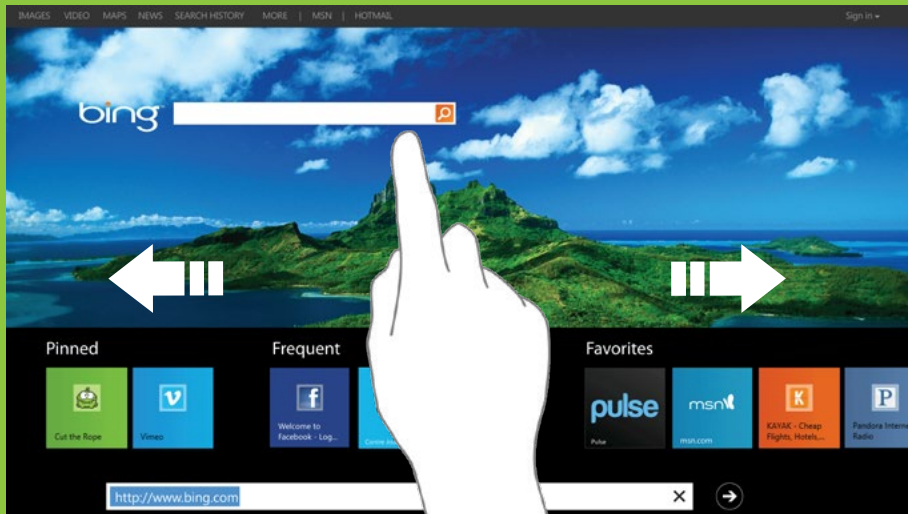 IMAGES VIDEO MAPS NEWS SEARCH HISTORY MORE | MSN | HOTMAIL Sign in
bing
Pinned Frequent Favorites
Cut the Rope
Vimeo
f
Welcome to
Facebook - Log...
pulse
Pulse
msn
msn.com
K
KAYAK - Cheap
Flights, Hotels,...
P
Pandora Interne
Radio
http://www.bing.com